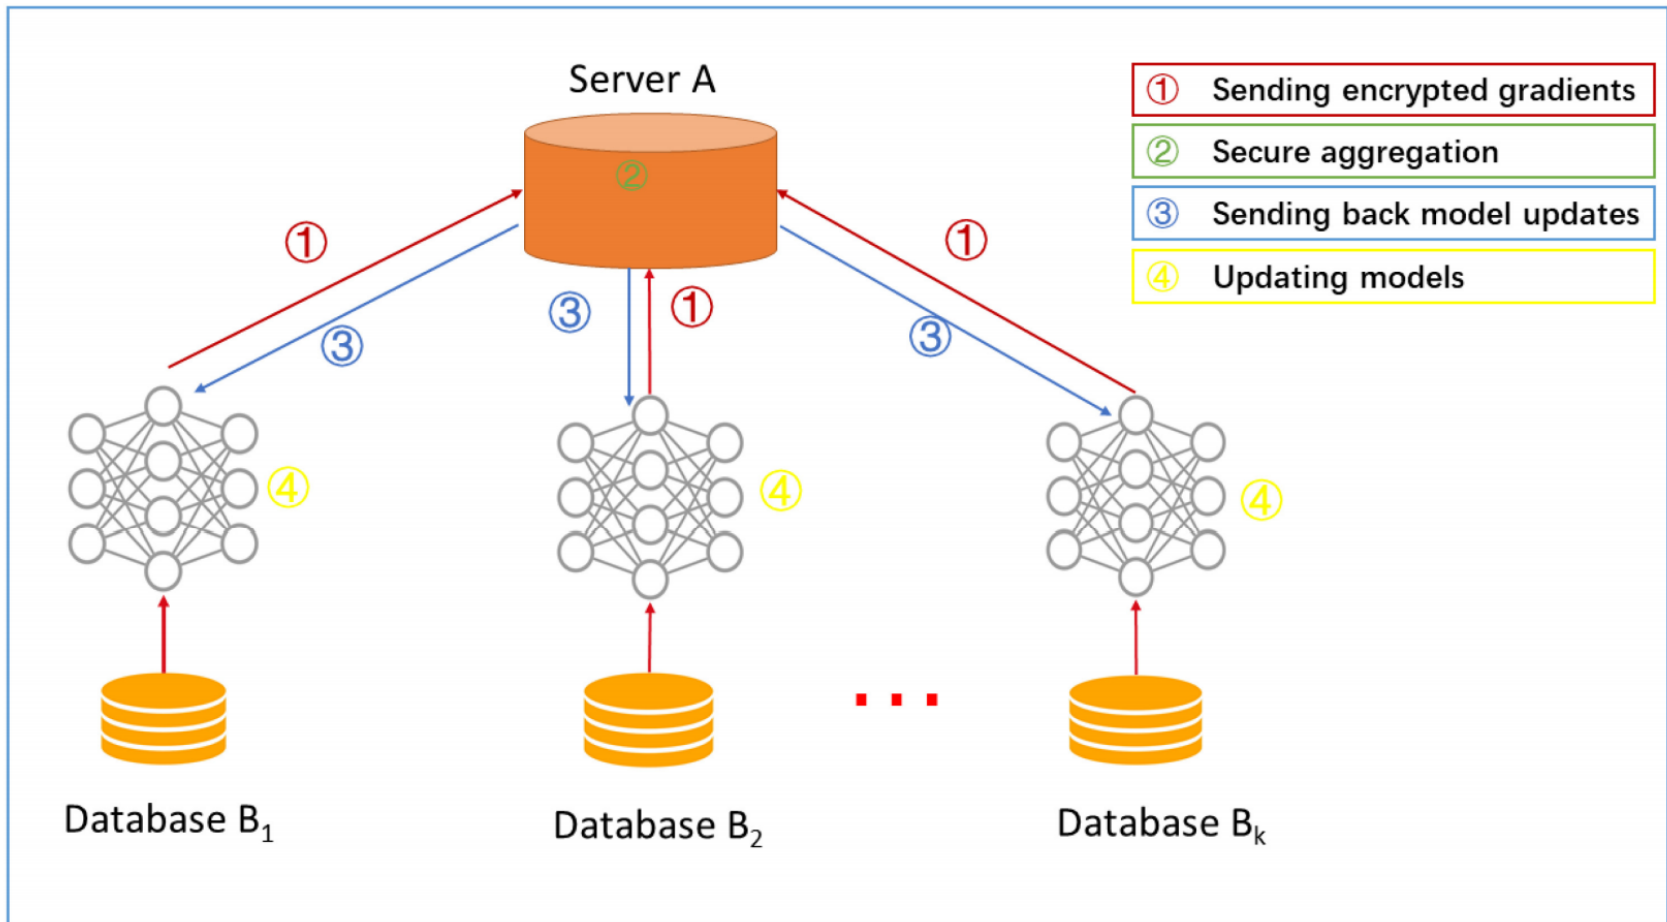 Server A
① Sending encrypted gradients
② Secure aggregation
③ Sending back model updates
④ Updating models
②
①
①
③
①
③
③
④
④
④
Database B₁
Database B₂
...
Database Bₖ